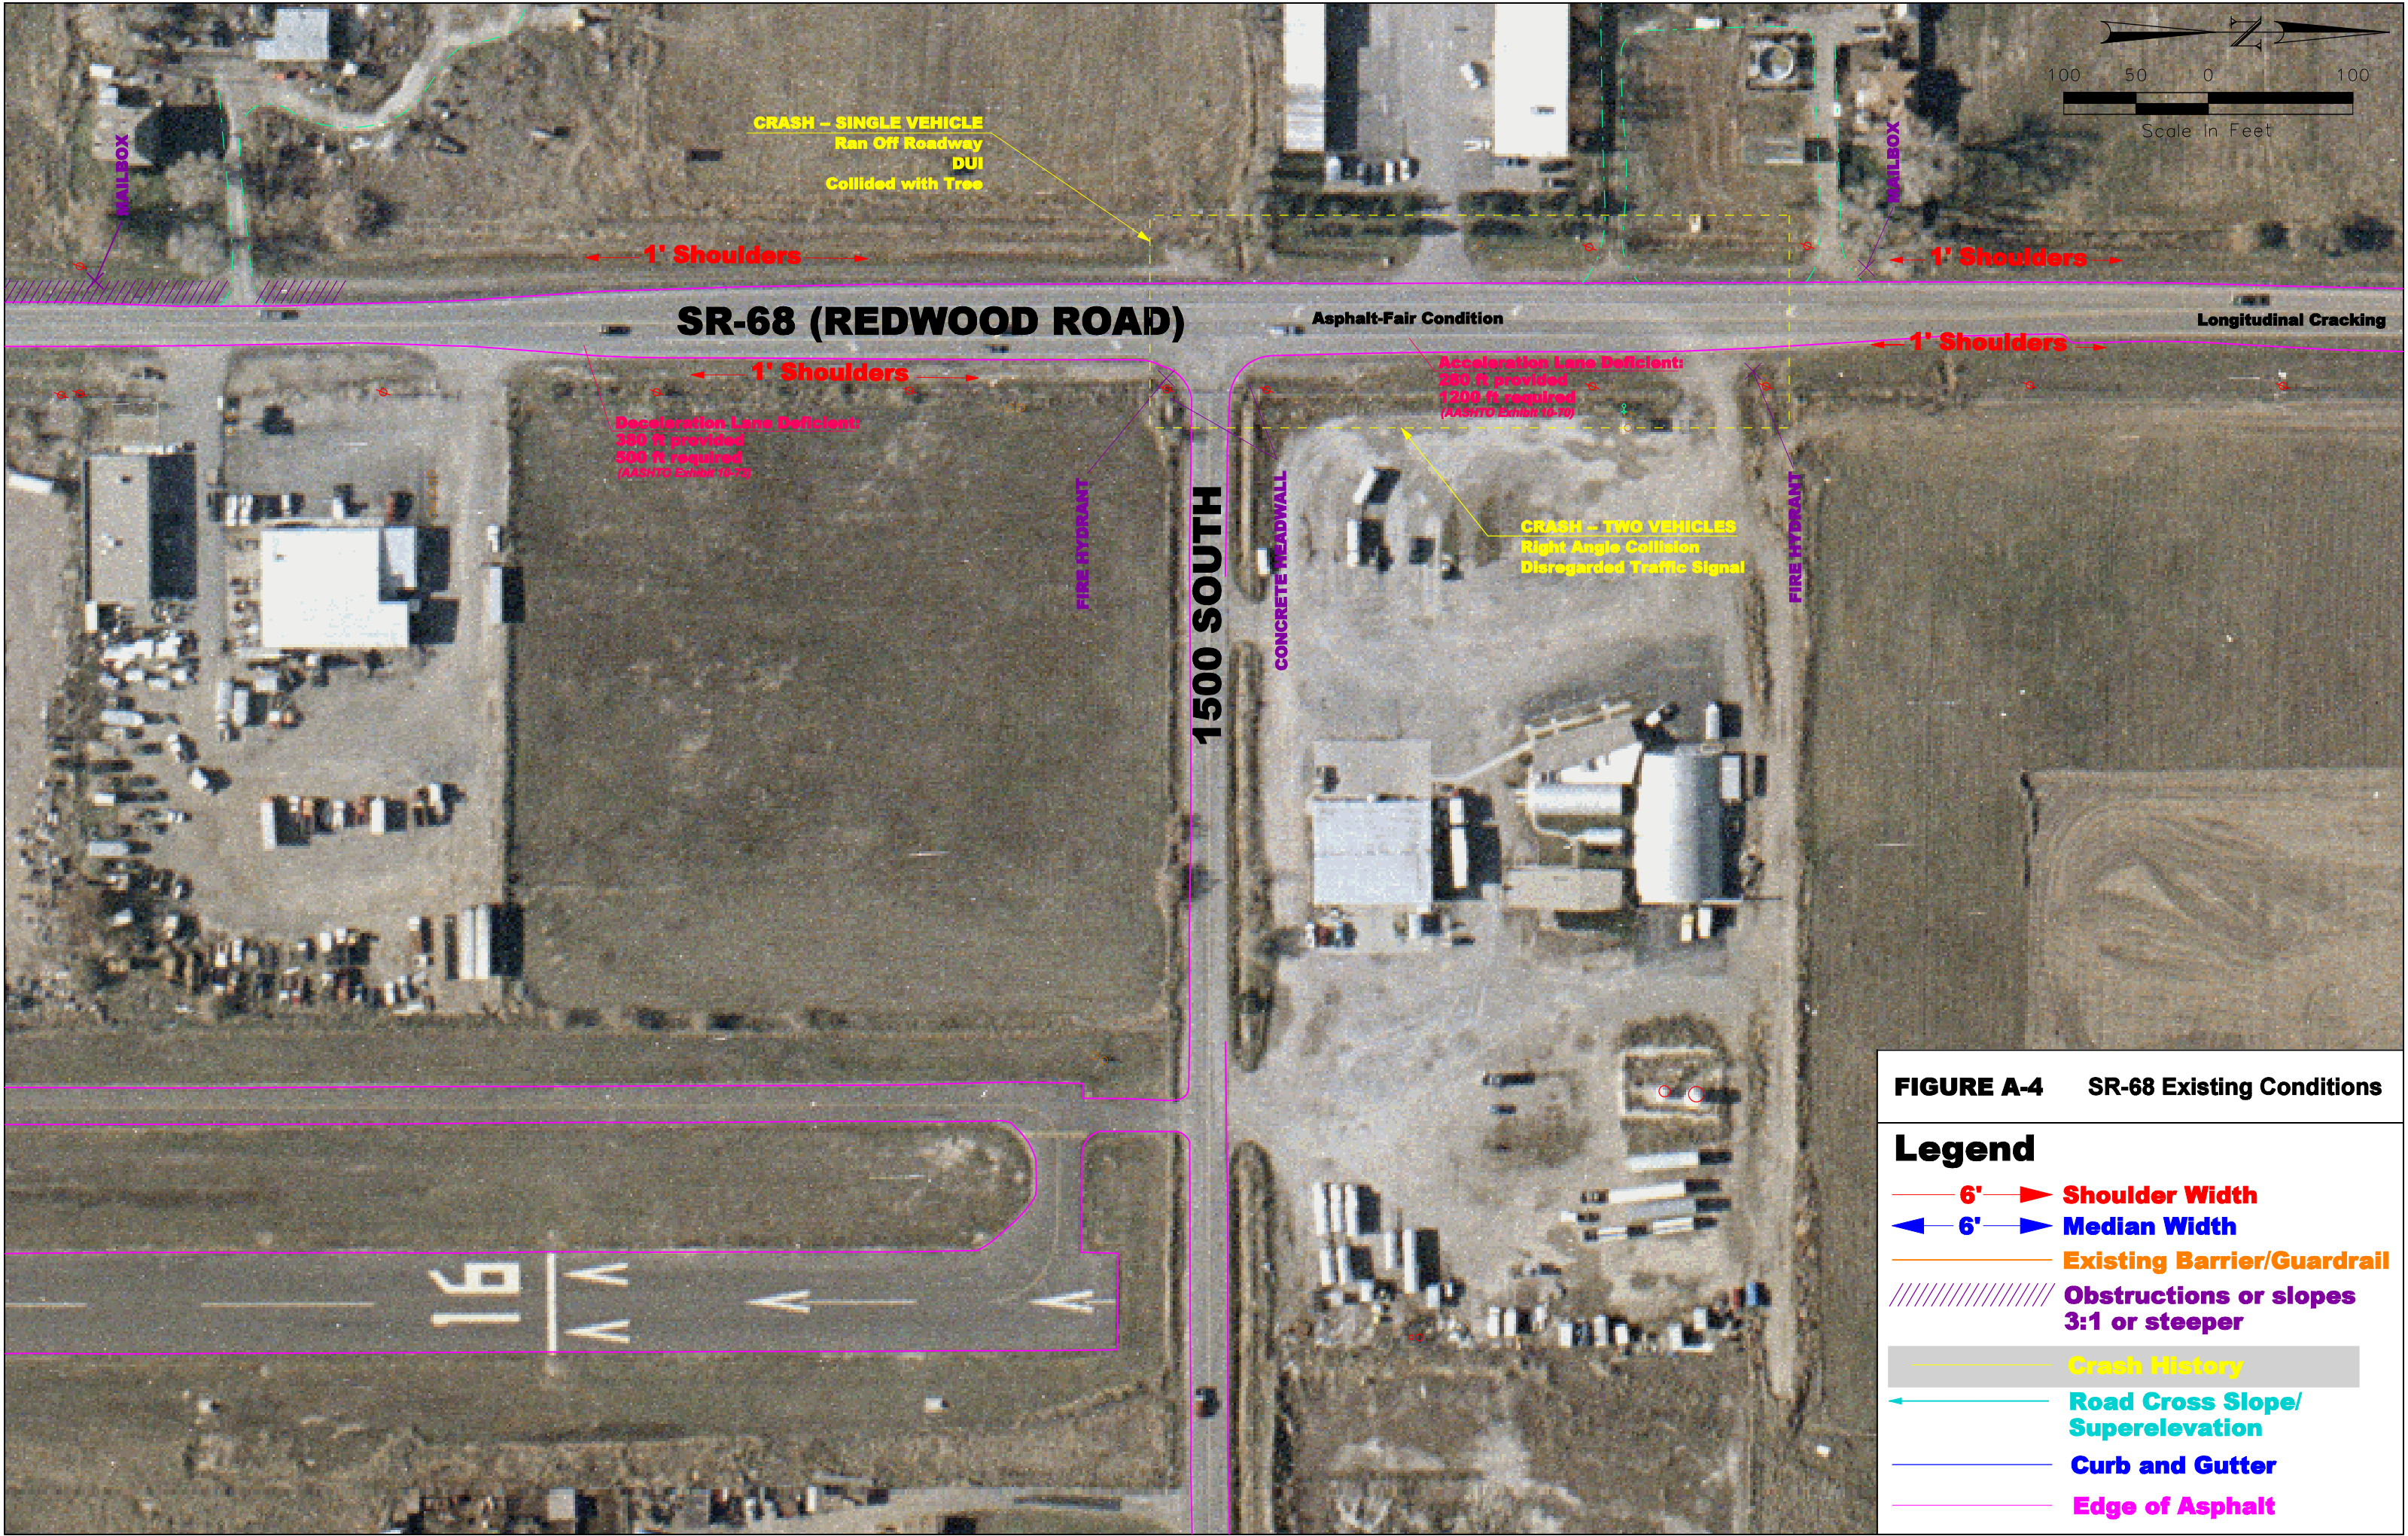 100 50 0 100
Scale In Feet
MAILBOX
CRASH – SINGLE VEHICLE
Ran Off Roadway
DUI
Collided with Tree
MAILBOX
1' Shoulders
1' Shoulders
SR-68 (REDWOOD ROAD)
Asphalt-Fair Condition
Longitudinal Cracking
1' Shoulders
1' Shoulders
Acceleration Lane Deficient:
260 ft provided
1200 ft required
(AASHTO Exhibit 10-70)
Deceleration Lane Deficient:
380 ft provided
500 ft required
(AASHTO Exhibit 10-73)
FIRE HYDRANT
1500 SOUTH
CONCRETE HEADWALL
CRASH – TWO VEHICLES
Right Angle Collision
Disregarded Traffic Signal
FIRE HYDRANT
16
FIGURE A-4 SR-68 Existing Conditions
Legend
6' Shoulder Width
6' Median Width
Existing Barrier/Guardrail
Obstructions or slopes
3:1 or steeper
Crash History
Road Cross Slope/
Superelevation
Curb and Gutter
Edge of Asphalt